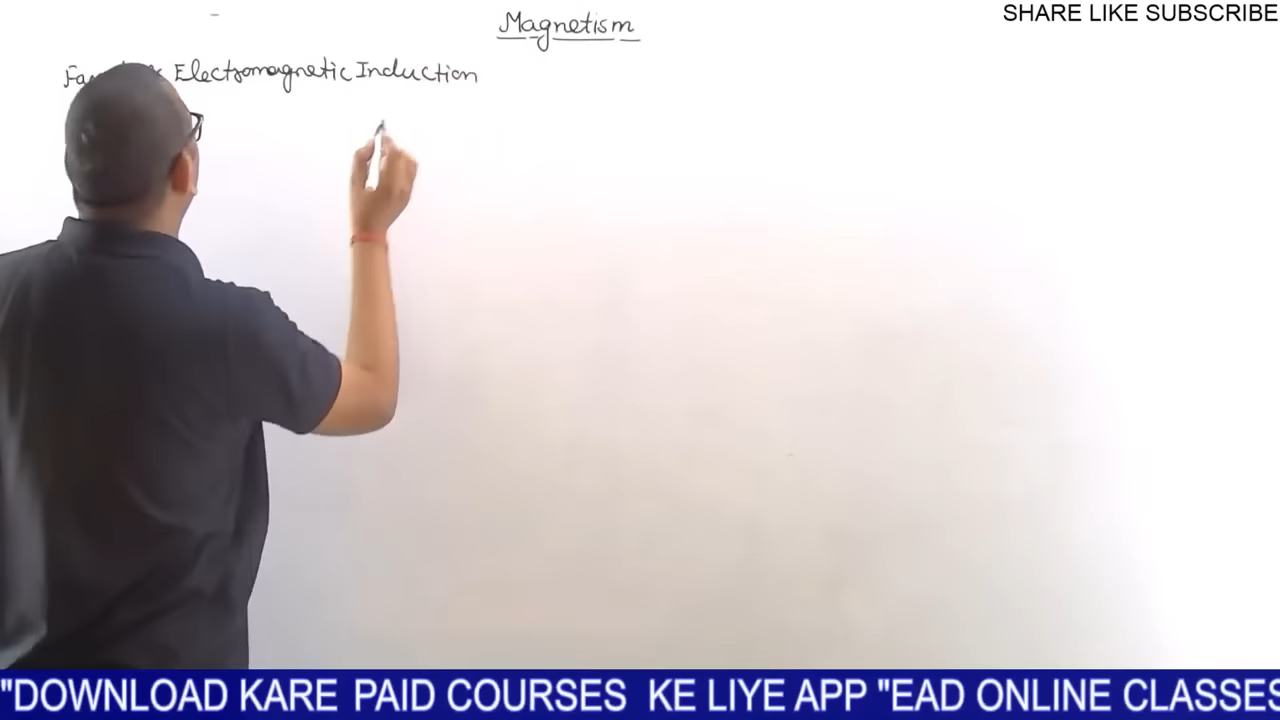 SHARE LIKE SUBSCRIBE
Magnetism
Electromagnetic Induction
"DOWNLOAD KARE PAID COURSES KE LIYE APP "EAD ONLINE CLASSES